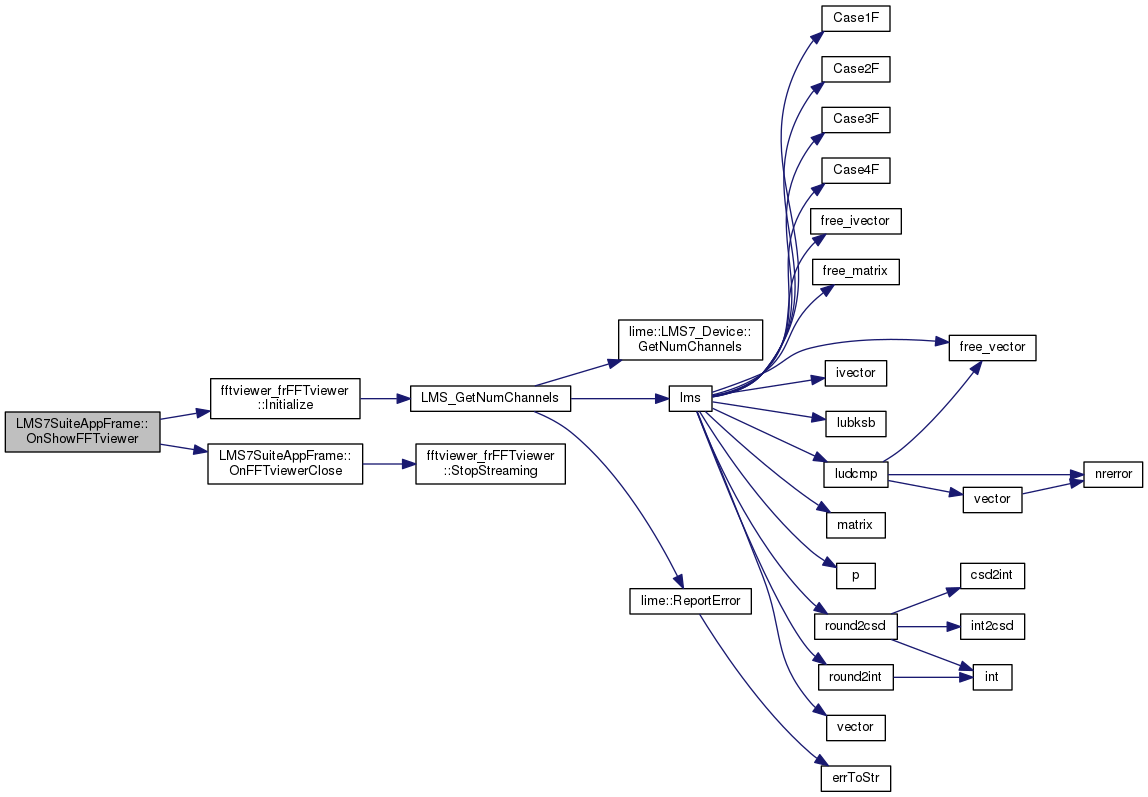 Case1F
Case2F
Case3F
Case4F
free_ivector
free_matrix
lime::LMS7_Device::
GetNumChannels
free_vector
ivector
fftviewer_frFFTviewer
::Initialize
LMS_GetNumChannels
lms
lubksb
LMS7SuiteAppFrame::
OnShowFFTviewer
LMS7SuiteAppFrame::
OnFFTviewerClose
fftviewer_frFFTviewer
::StopStreaming
ludcmp
nrerror
vector
matrix
p
csd2int
lime::ReportError
round2csd
int2csd
round2int
int
vector
errToStr